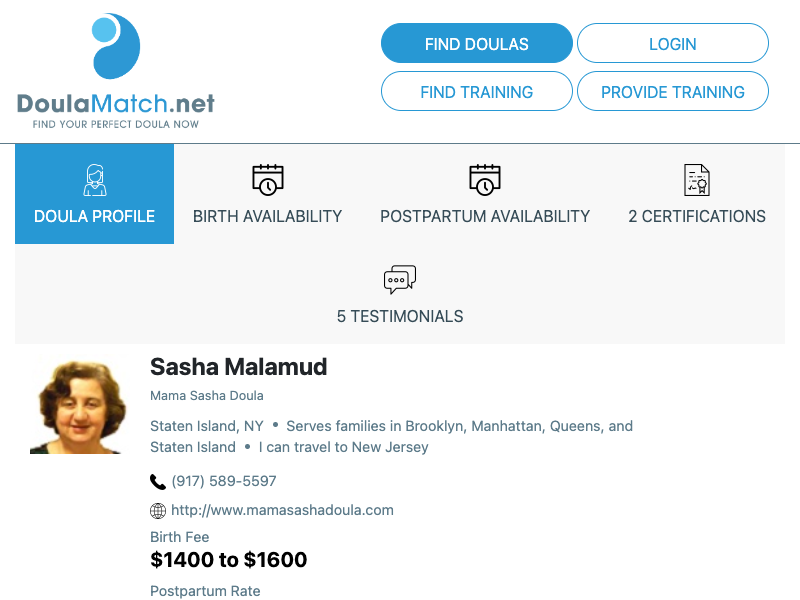 DoulaMatch.net
FIND YOUR PERFECT DOULA NOW
FIND DOULAS
LOGIN
FIND TRAINING
PROVIDE TRAINING
DOULA PROFILE
BIRTH AVAILABILITY
POSTPARTUM AVAILABILITY
2 CERTIFICATIONS
5 TESTIMONIALS
Sasha Malamud
Mama Sasha Doula
Staten Island, NY • Serves families in Brooklyn, Manhattan, Queens, and
Staten Island • I can travel to New Jersey
(917) 589-5597
http://www.mamasashadoula.com
Birth Fee
$1400 to $1600
Postpartum Rate